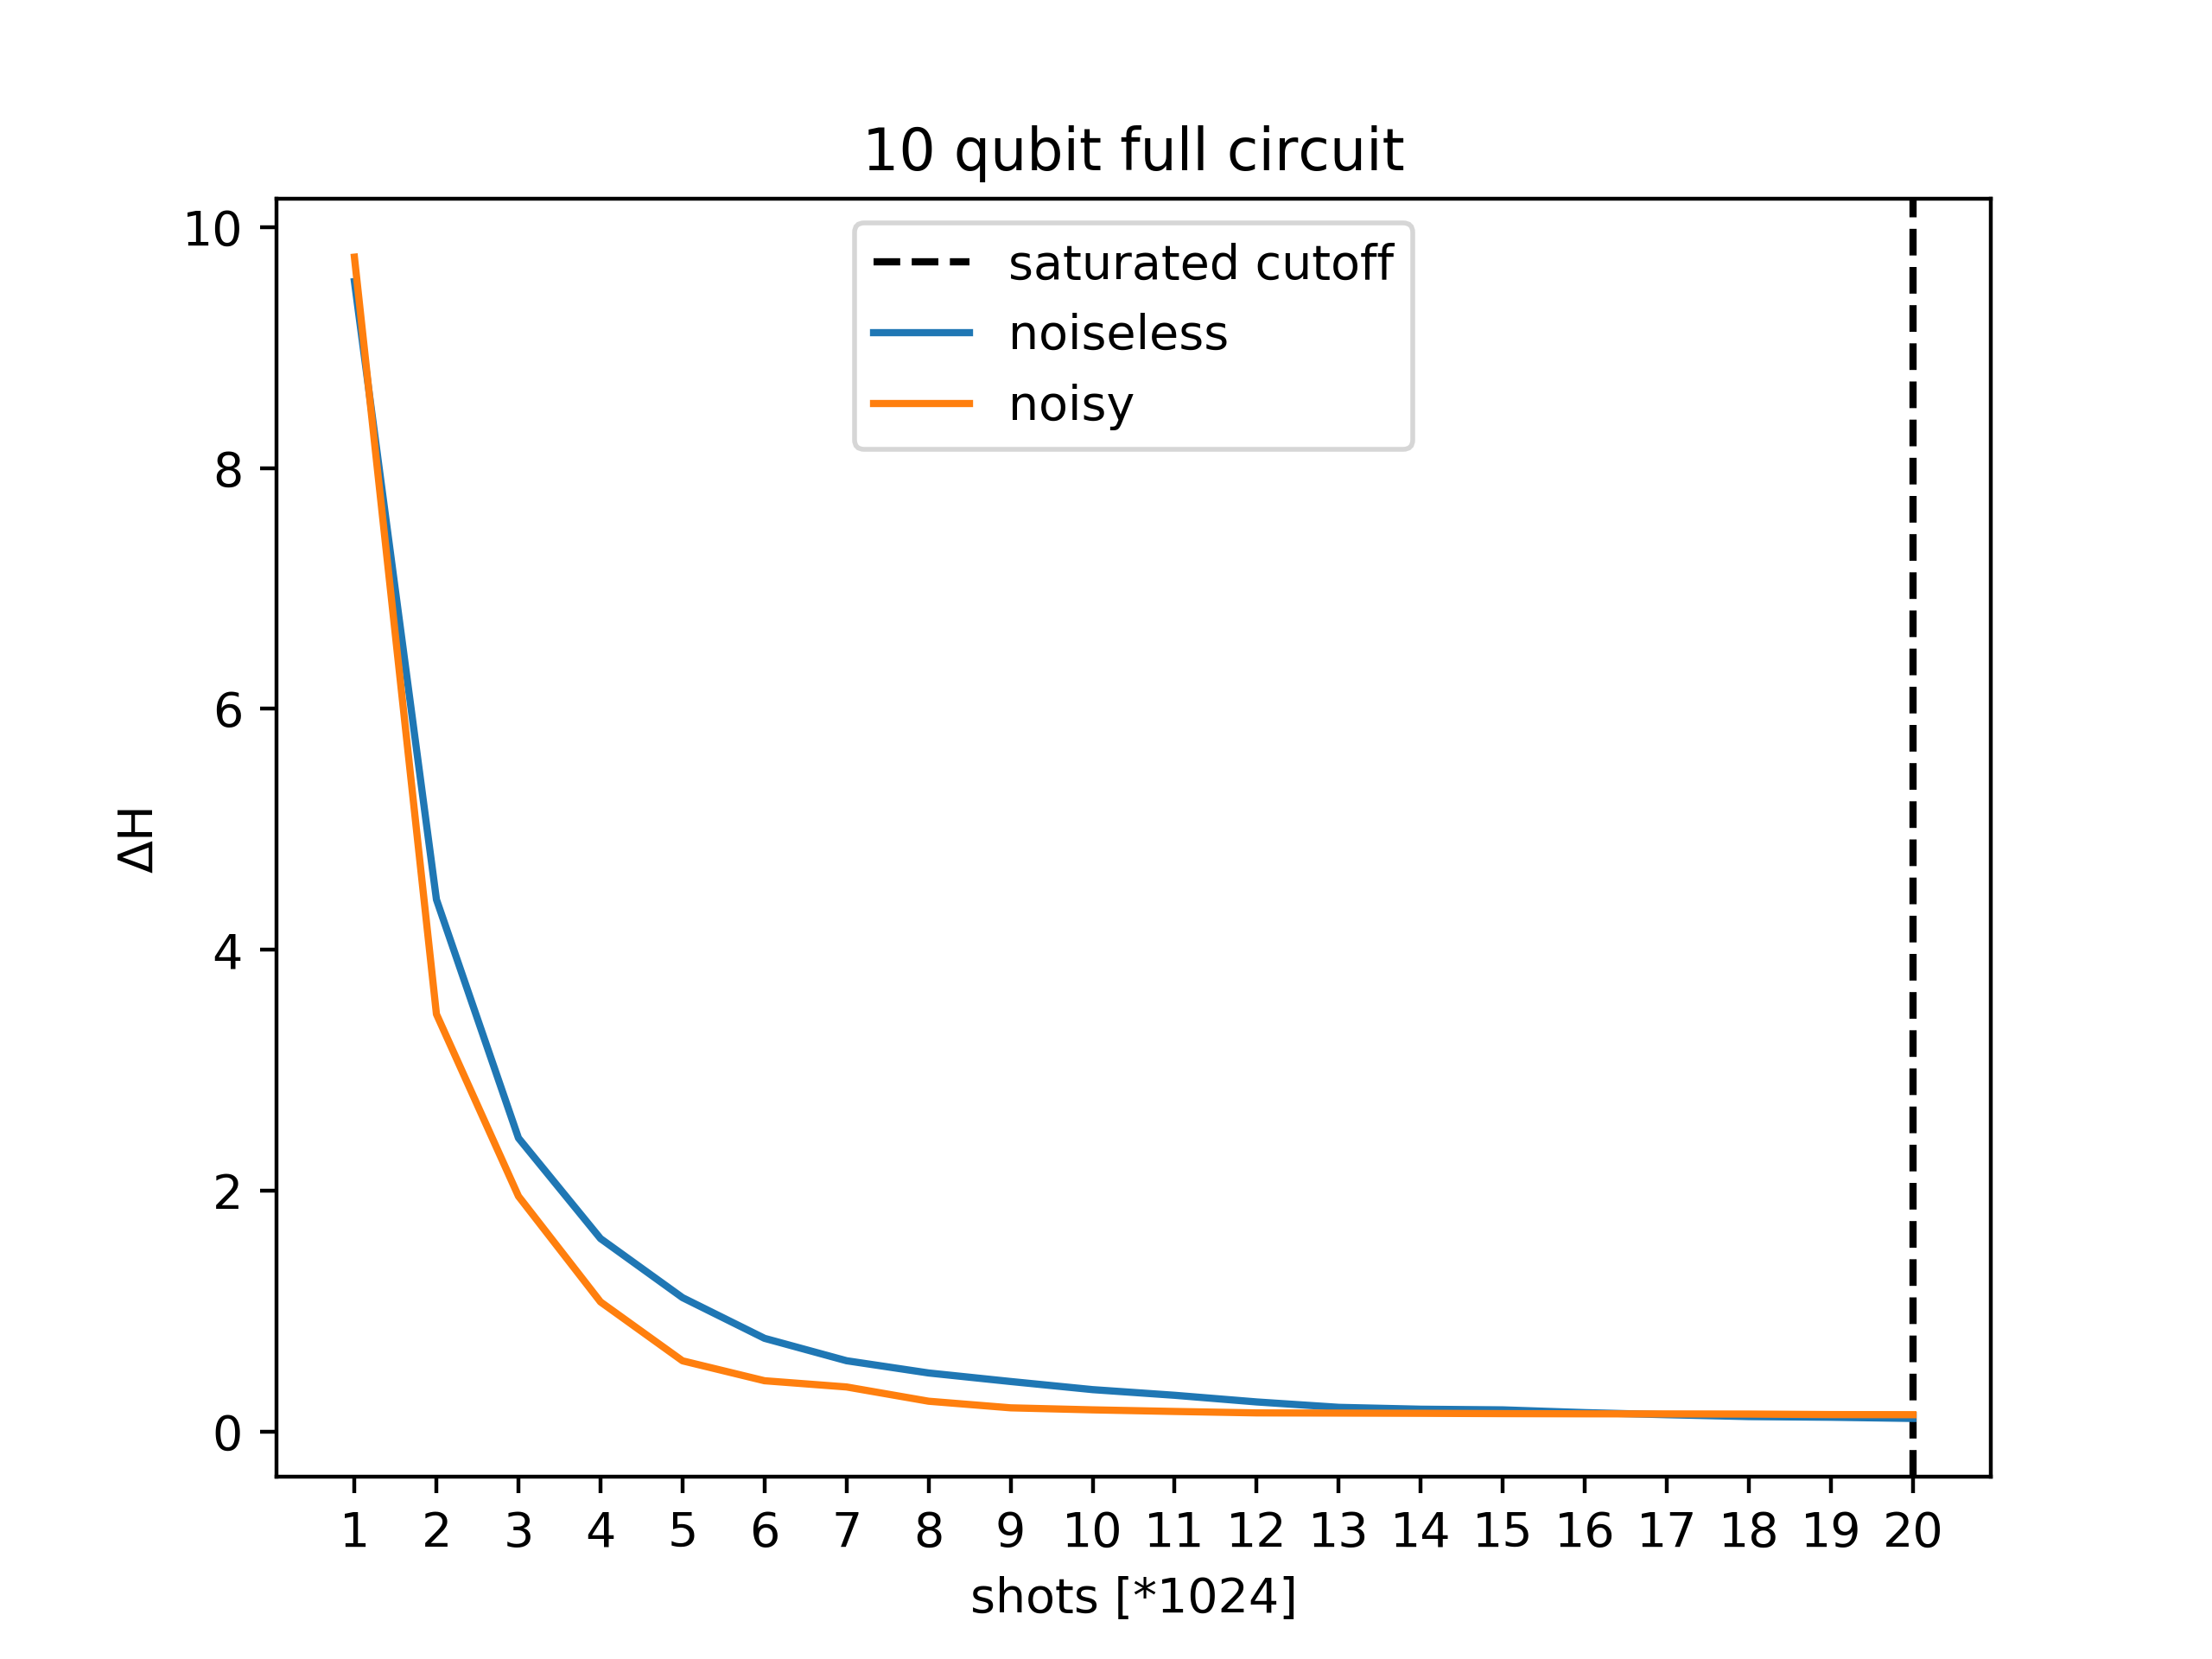 10 qubit full circuit
saturated cutoff
noiseless
noisy
10
8
6
4
2
0
ΔH
1 2 3 4 5 6 7 8 9 10 11 12 13 14 15 16 17 18 19 20
shots [*1024]